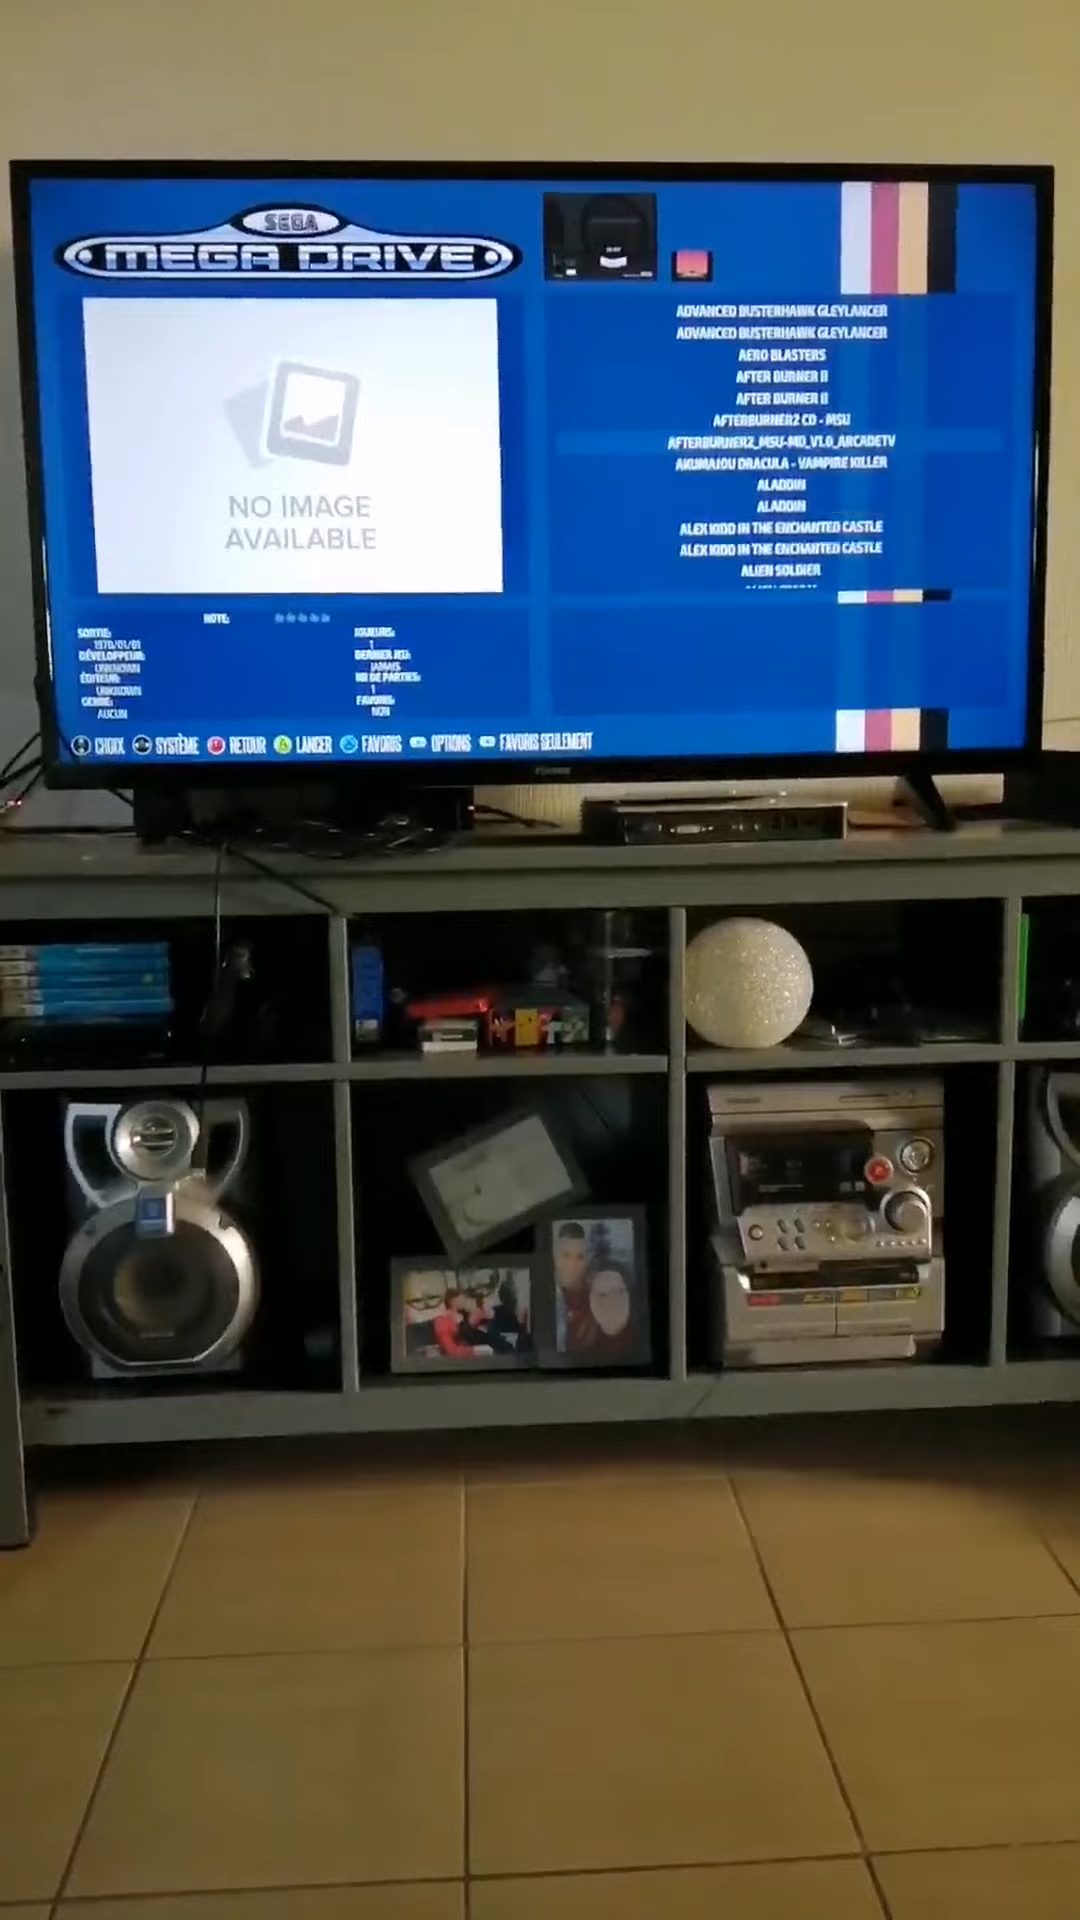 SEGA
MEGA DRIVE
ADVANCED BUSTERHAWK GLEYLANCER
ADVANCED BUSTERHAWK GLEYLANCER
AERO BLASTERS
AFTER BURNER II
AFTER BURNER II
AFTERBURNER2 CD - MSU
AFTERBURNER2_MSU-MD_V1.0_ARCADETV
AKUMAJOU DRACULA - VAMPIRE KILLER
ALADDIN
ALADDIN
ALEX KIDD IN THE ENCHANTED CASTLE
ALEX KIDD IN THE ENCHANTED CASTLE
ALIEN SOLDIER
NO IMAGE
AVAILABLE
NOTE:
SORTIE:
1970/01/01
DÉVELOPPEUR:
UNKNOWN
ÉDITEUR:
UNKNOWN
GENRE:
AUCUN
JOUEURS:
1
DERNIER JEU:
JAMAIS
NB DE PARTIES:
1
FAVORIS:
NON
CHOIX SYSTÈME RETOUR LANCER FAVORIS OPTIONS FAVORIS SEULEMENT